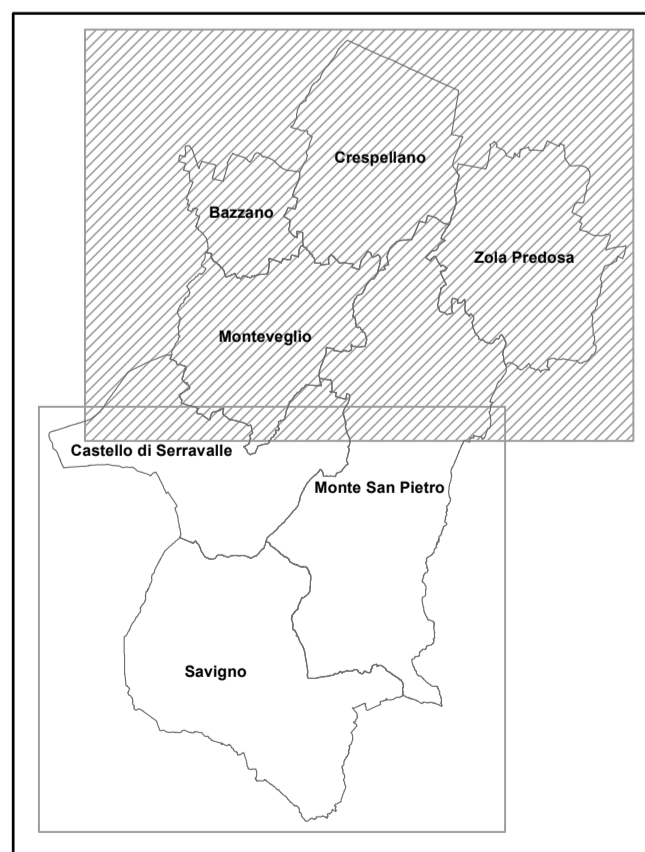 Crespellano
Bazzano
Zola Predosa
Monteveglio
Castello di Serravalle
Monte San Pietro
Savigno